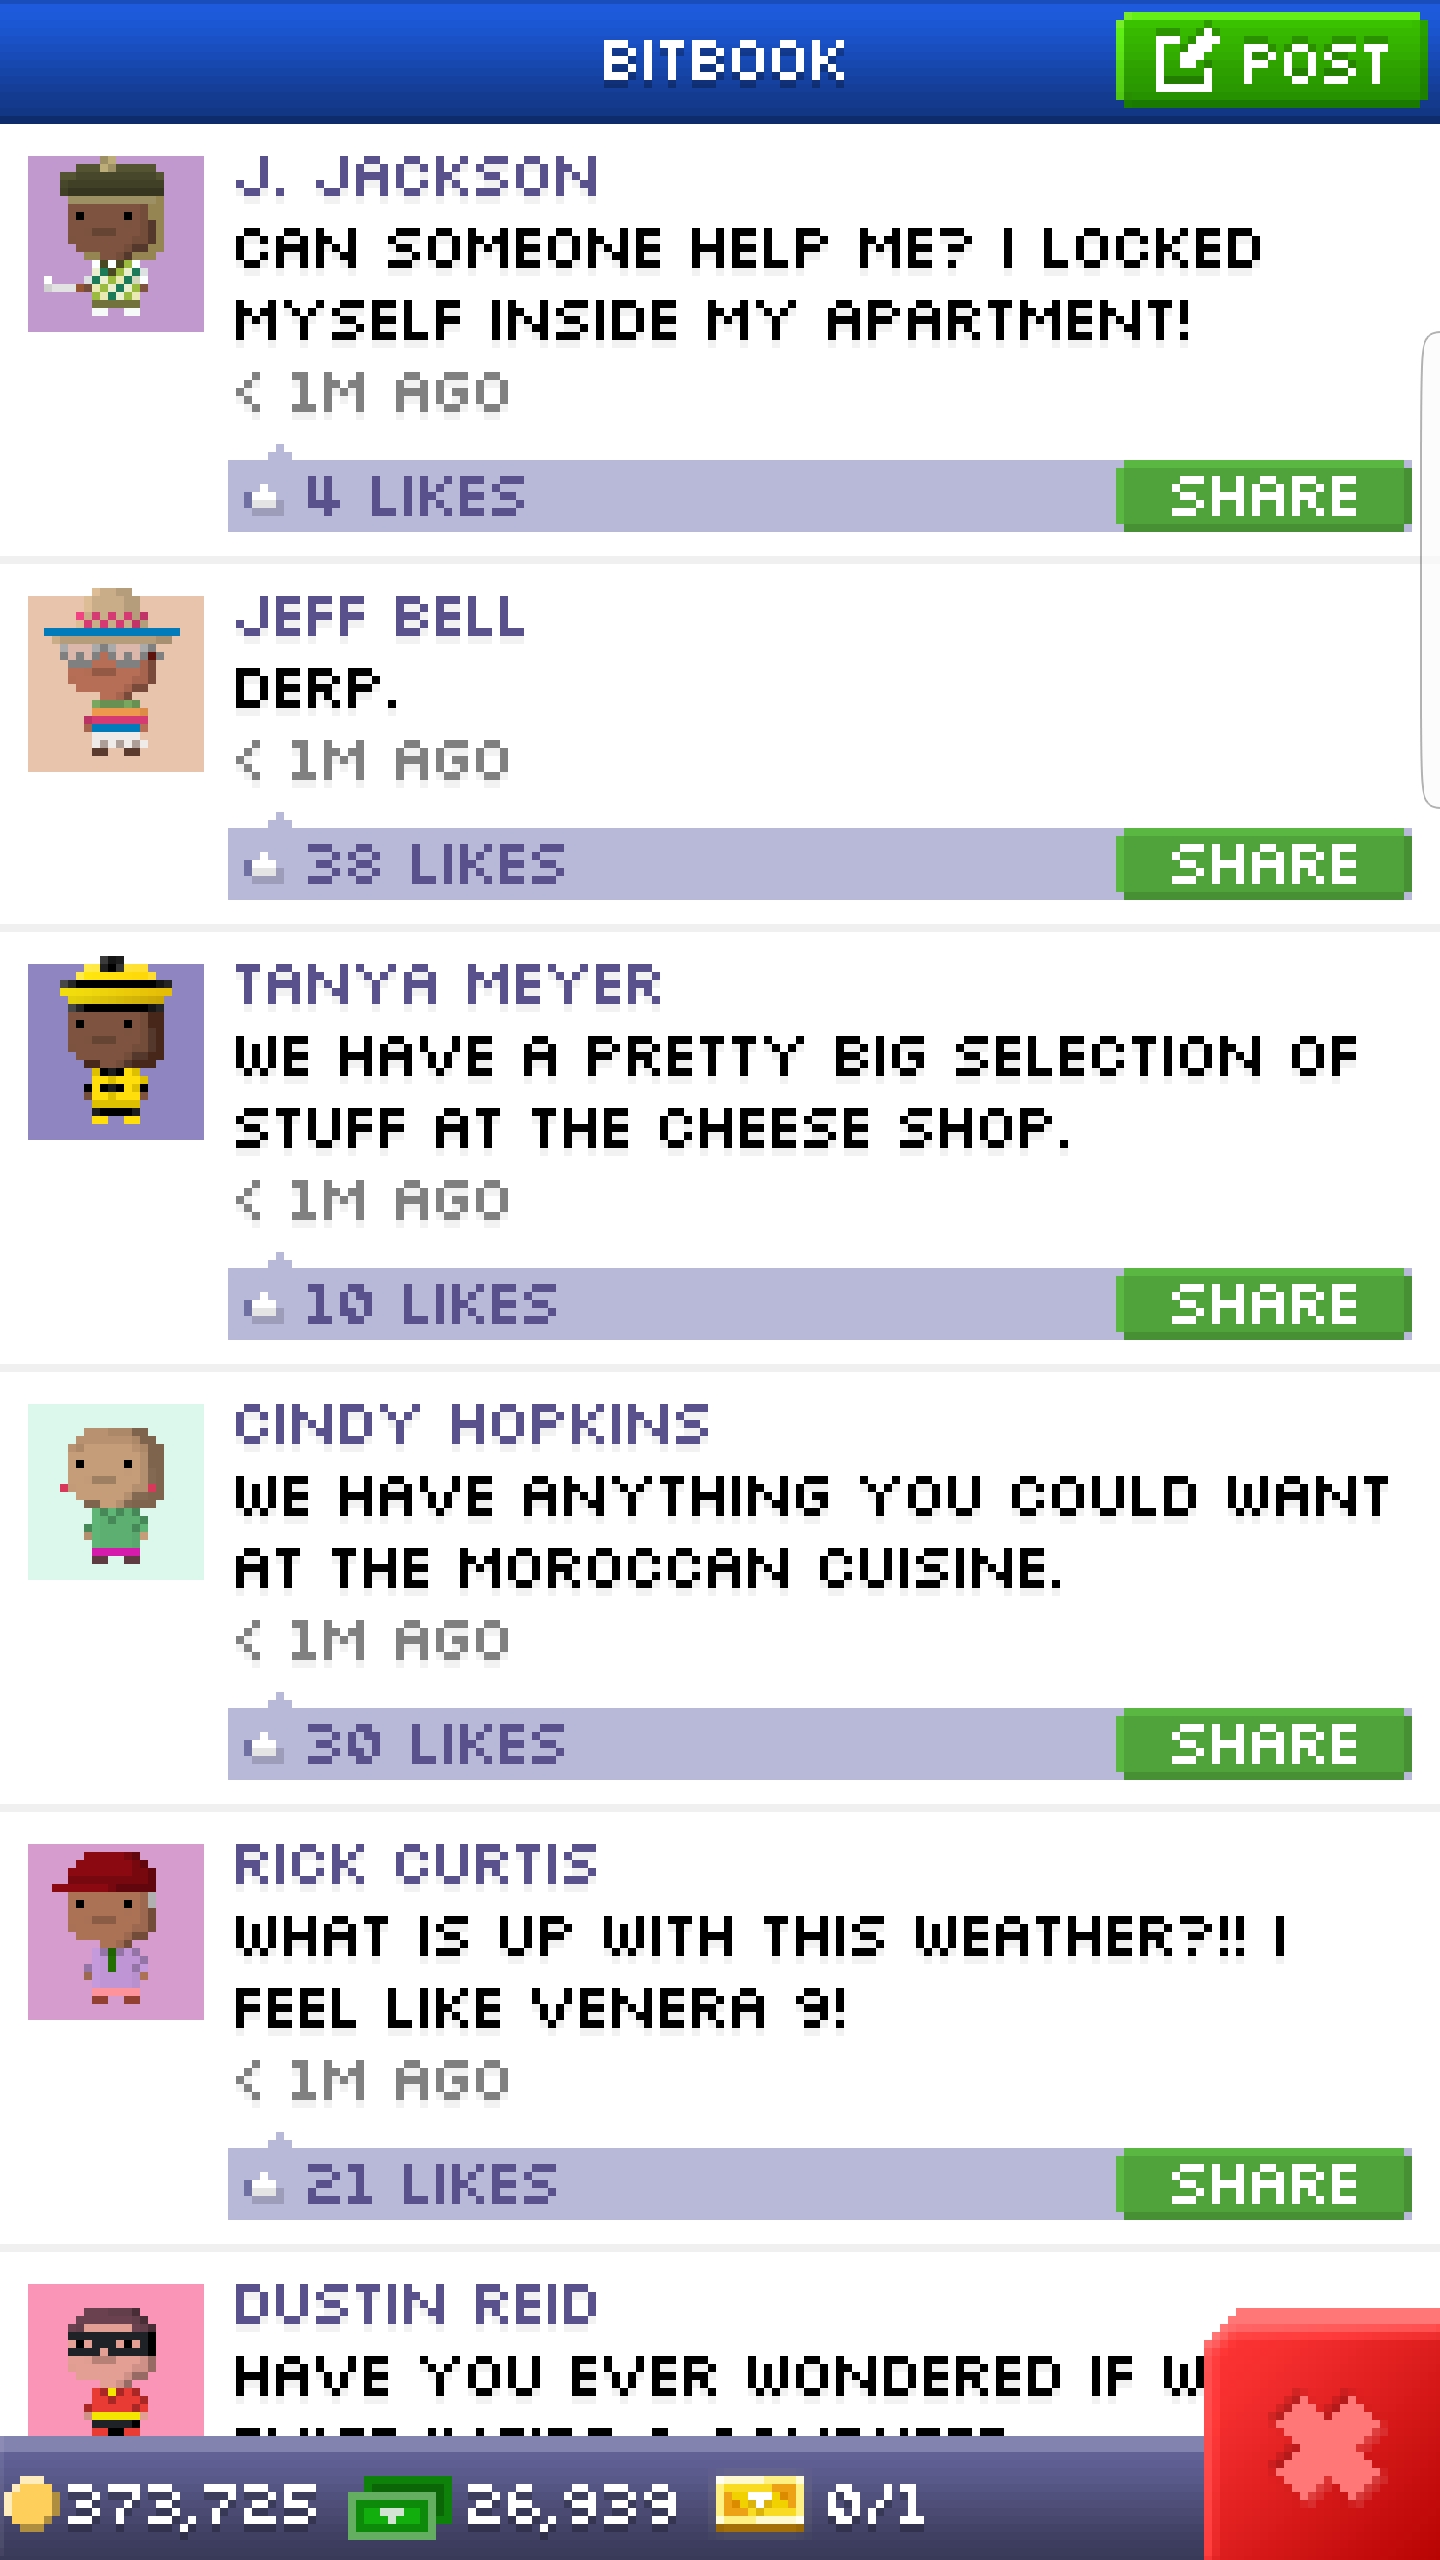 BITBOOK
POST
J. JACKSON
CAN SOMEONE HELP ME? I LOCKED
MYSELF INSIDE MY APARTMENT!
< 1M AGO
4 LIKES
SHARE
JEFF BELL
DERP.
< 1M AGO
38 LIKES
SHARE
TANYA MEYER
WE HAVE A PRETTY BIG SELECTION OF
STUFF AT THE CHEESE SHOP.
< 1M AGO
10 LIKES
SHARE
CINDY HOPKINS
WE HAVE ANYTHING YOU COULD WANT
AT THE MOROCCAN CUISINE.
< 1M AGO
30 LIKES
SHARE
RICK CURTIS
WHAT IS UP WITH THIS WEATHER?!! I
FEEL LIKE VENERA 9!
< 1M AGO
21 LIKES
SHARE
DUSTIN REID
HAVE YOU EVER WONDERED IF
373,725
26,939
0/1